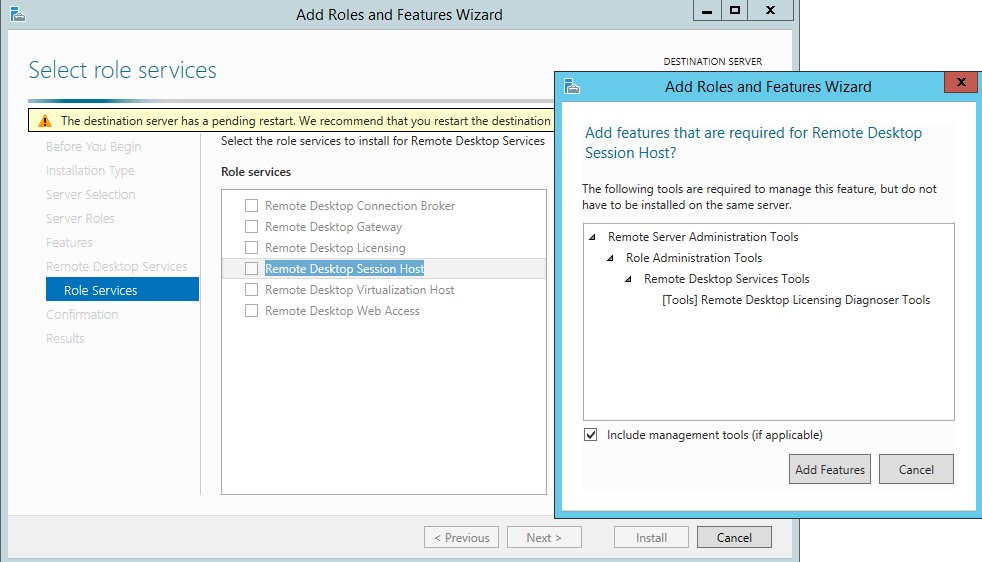 Add Roles and Features Wizard
Select role services
DESTINATION SERVER
The destination server has a pending restart. We recommend that you restart the destination
Before You Begin
Installation Type
Server Selection
Server Roles
Features
Remote Desktop Services
Role Services
Confirmation
Results
Select the role services to install for Remote Desktop Services
Role services
Remote Desktop Connection Broker
Remote Desktop Gateway
Remote Desktop Licensing
Remote Desktop Session Host
Remote Desktop Virtualization Host
Remote Desktop Web Access
< Previous
Next >
Install
Cancel
Add Roles and Features Wizard
Add features that are required for Remote Desktop
Session Host?
The following tools are required to manage this feature, but do not
have to be installed on the same server.
Remote Server Administration Tools
Role Administration Tools
Remote Desktop Services Tools
[Tools] Remote Desktop Licensing Diagnoser Tools
Include management tools (if applicable)
Add Features
Cancel